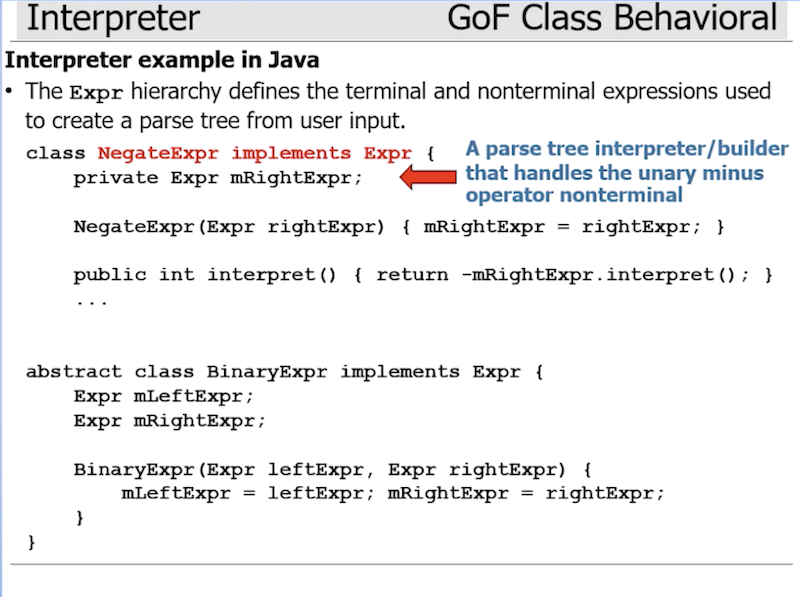 Interpreter GoF Class Behavioral
Interpreter example in Java
• The Expr hierarchy defines the terminal and nonterminal expressions used
to create a parse tree from user input.
class NegateExpr implements Expr {
private Expr mRightExpr;
A parse tree interpreter/builder
that handles the unary minus
operator nonterminal
NegateExpr(Expr rightExpr) { mRightExpr = rightExpr; }
public int interpret() { return -mRightExpr.interpret(); }
...
abstract class BinaryExpr implements Expr {
Expr mLeftExpr;
Expr mRightExpr;
BinaryExpr(Expr leftExpr, Expr rightExpr) {
mLeftExpr = leftExpr; mRightExpr = rightExpr;
}
}